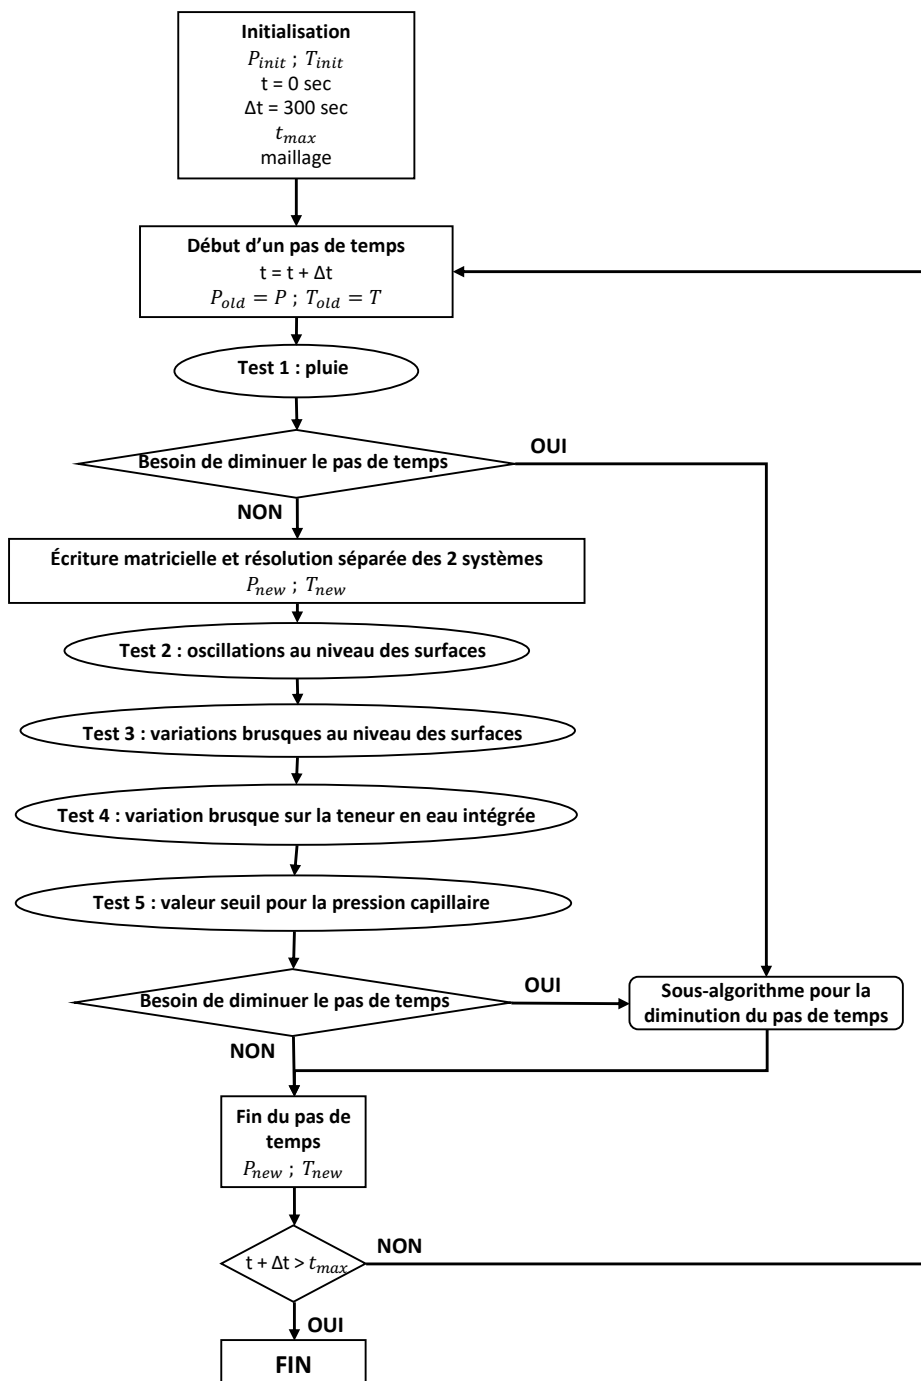 Initialisation
P_init ; T_init
t = 0 sec
Δt = 300 sec
t_max
maillage
Début d'un pas de temps
t = t + Δt
P_old = P ; T_old = T
Test 1 : pluie
Besoin de diminuer le pas de temps
OUI
NON
Écriture matricielle et résolution séparée des 2 systèmes
P_new ; T_new
Test 2 : oscillations au niveau des surfaces
Test 3 : variations brusques au niveau des surfaces
Test 4 : variation brusque sur la teneur en eau intégrée
Test 5 : valeur seuil pour la pression capillaire
Besoin de diminuer le pas de temps
OUI
Sous-algorithme pour la
diminution du pas de temps
NON
Fin du pas de
temps
P_new ; T_new
t + Δt > t_max
NON
OUI
FIN